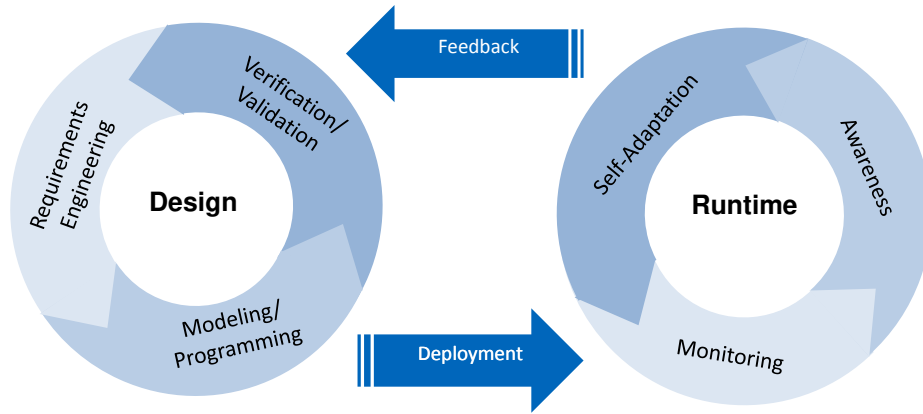 Feedback
Verification/
Validation
Requirements
Engineering
Design
Modeling/
Programming
Self-Adaptation
Awareness
Runtime
Monitoring
Deployment